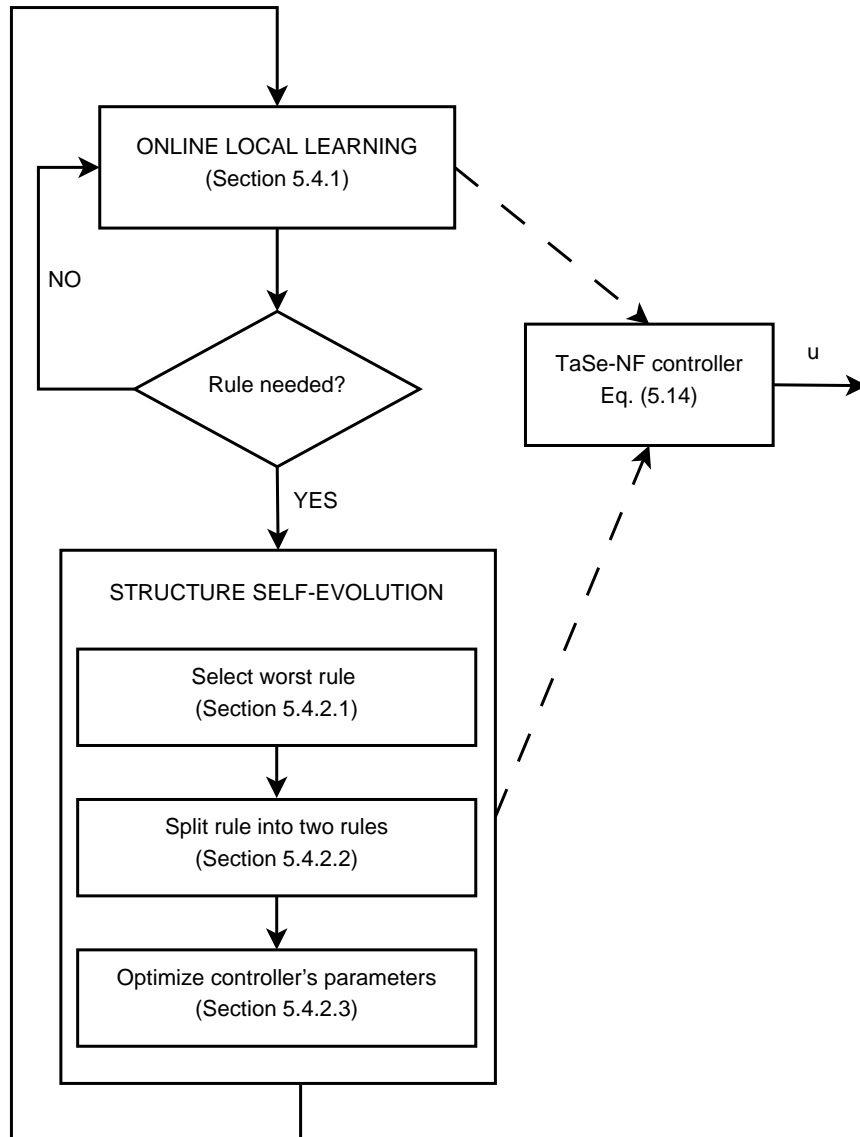 ONLINE LOCAL LEARNING
(Section 5.4.1)
NO
Rule needed?
YES
TaSe-NF controller
Eq. (5.14)
u
STRUCTURE SELF-EVOLUTION
Select worst rule
(Section 5.4.2.1)
Split rule into two rules
(Section 5.4.2.2)
Optimize controller's parameters
(Section 5.4.2.3)